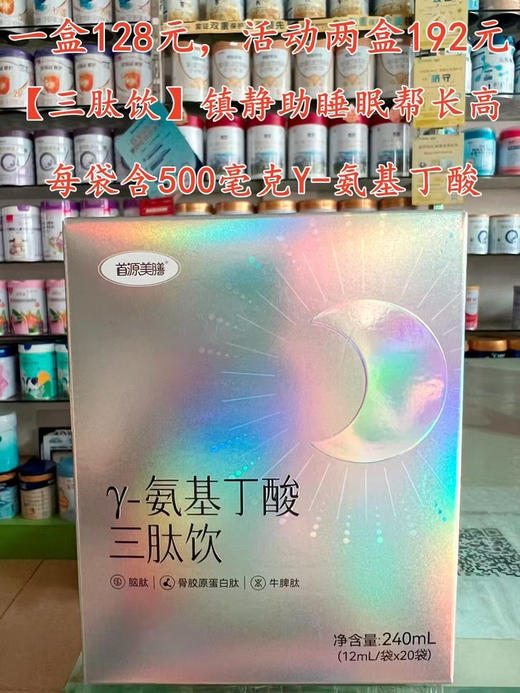 一盒128元，活动两盒192元
【三肽饮】镇静助睡眠帮长高
每袋含500毫克Y-氨基丁酸
首源美膳
γ-氨基丁酸
三肽饮
脑肽 | 骨胶原蛋白肽 | 牛脾肽
净含量:240mL
(12mL/袋x20袋)